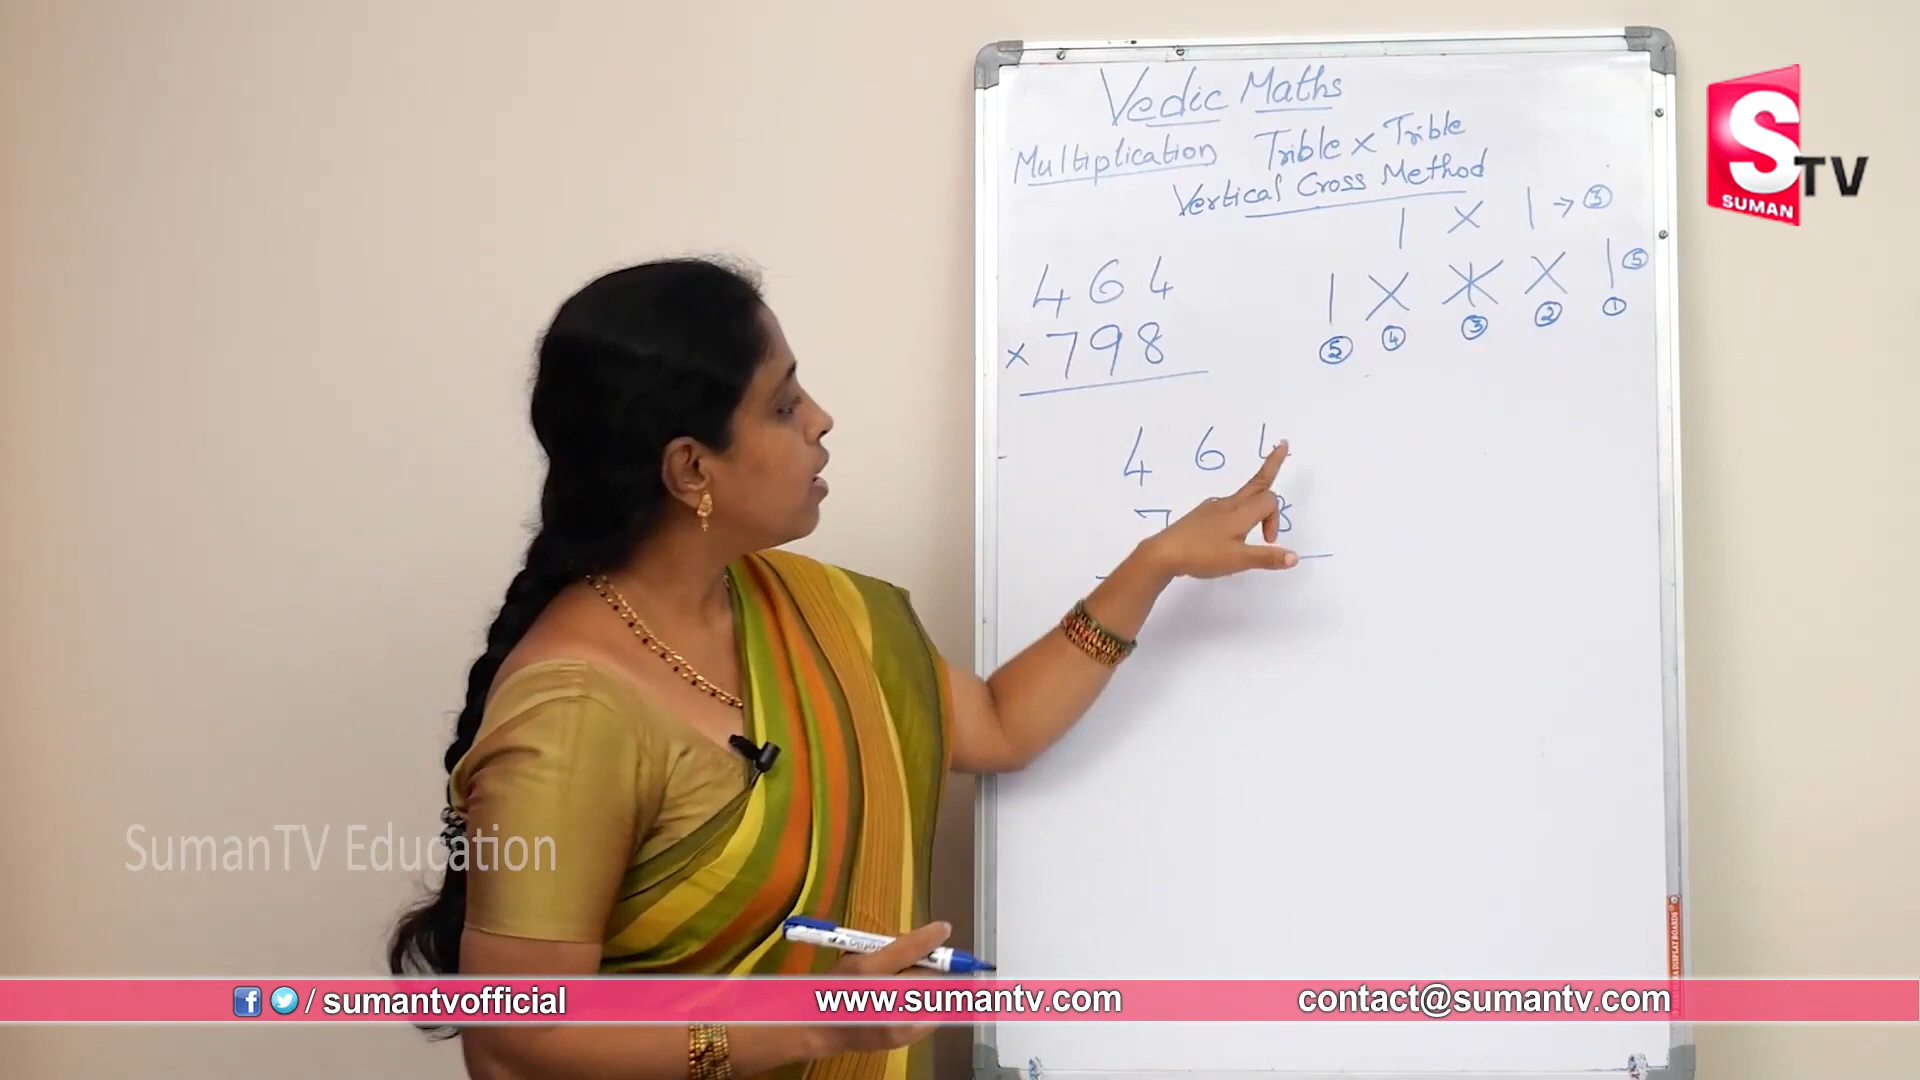 Vedic Maths
Multiplication Trible x Trible
Vertical Cross Method
| X | → ③
| X | X | ⑤
⑤ ④ ③ ② ①
4 6 4
× 7 9 8
4 6 4
7 8
S TV
SUMAN
SumanTV Education
/ sumantvofficial www.sumantv.com contact@sumantv.com